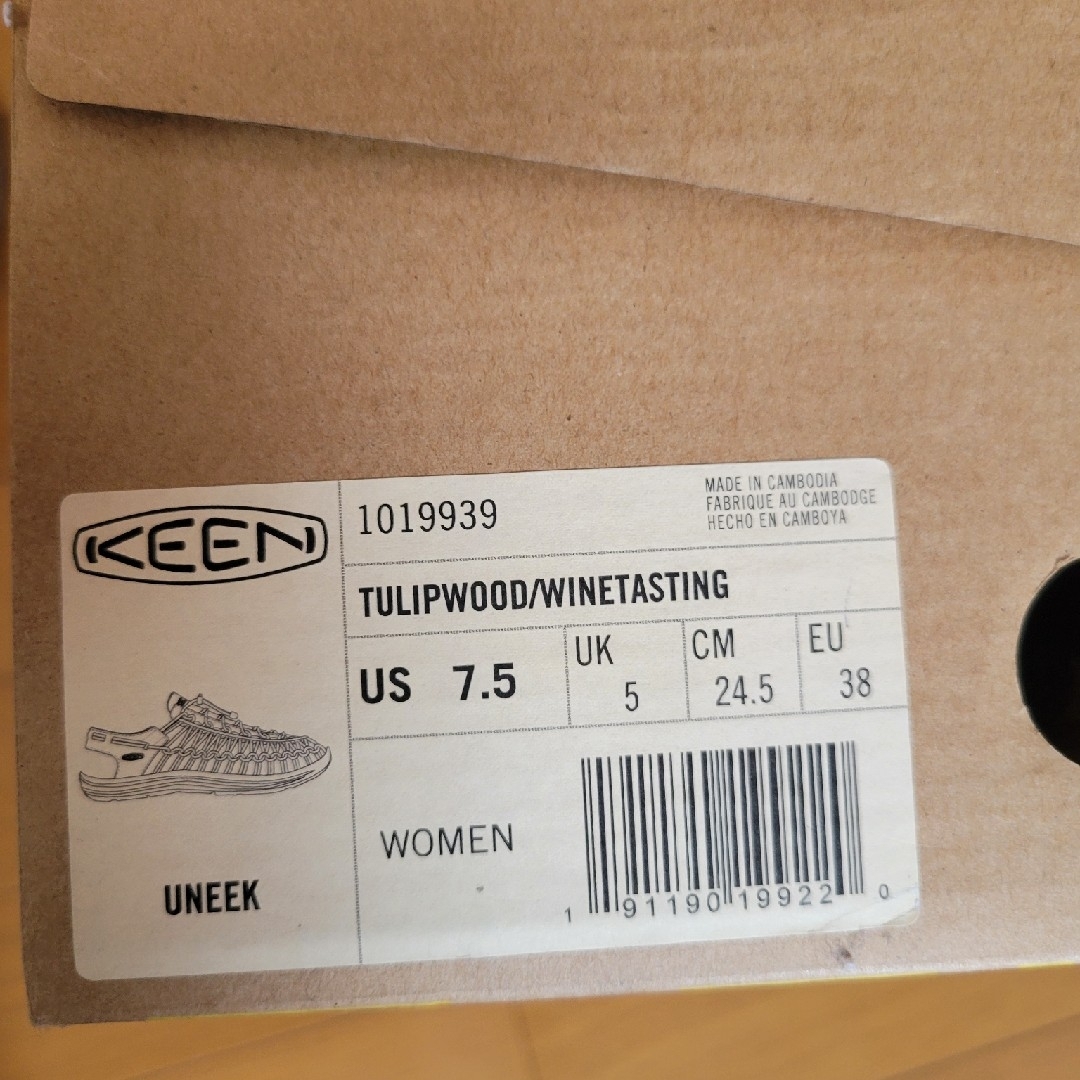 KEEN
1019939
MADE IN CAMBODIA
FABRIQUE AU CAMBODGE
HECHO EN CAMBOYA
TULIPWOOD/WINETASTING
US 7.5
UK 5
CM 24.5
EU 38
UNEEK
WOMEN
1 91190 19922 0